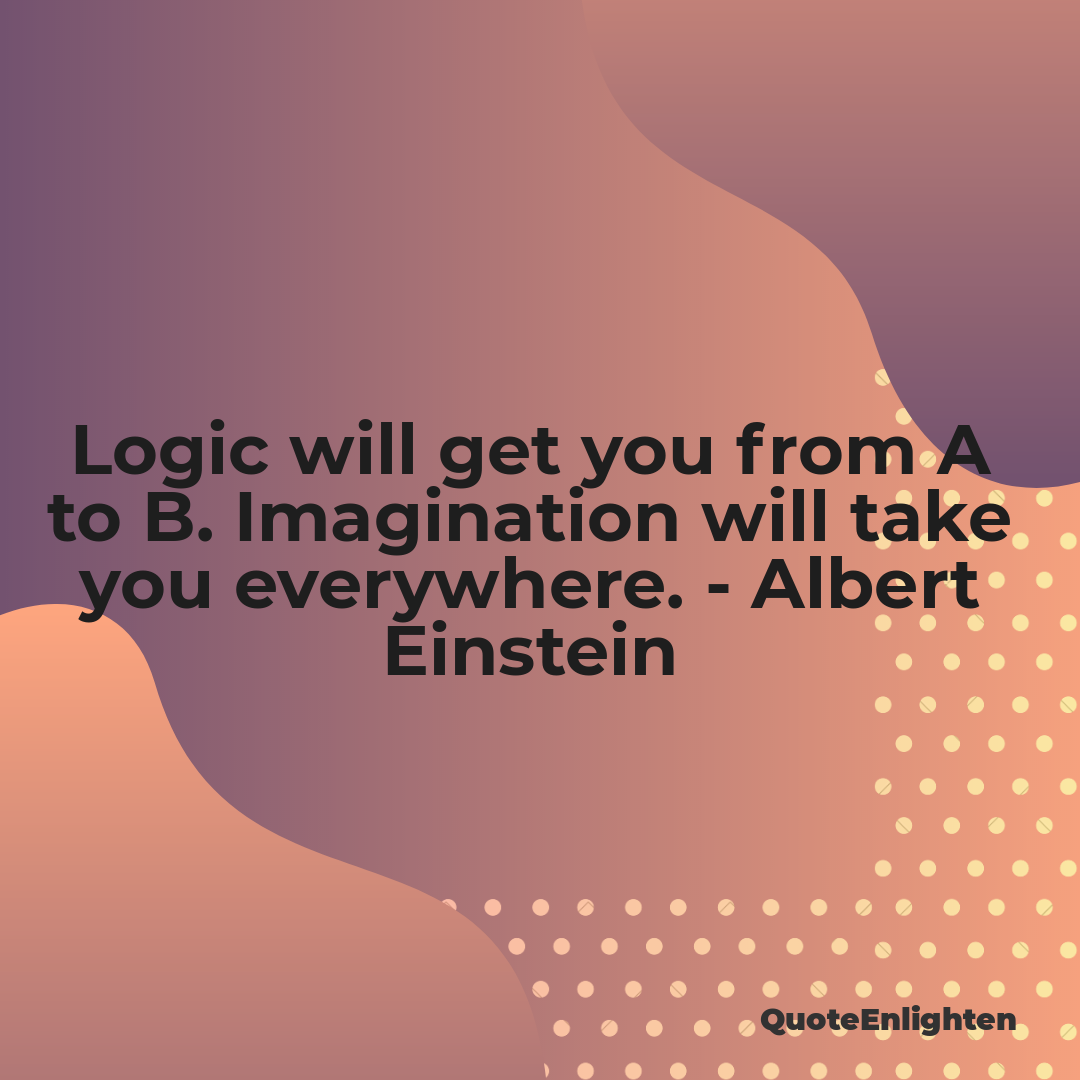 Logic will get you from A
to B. Imagination will take
you everywhere. - Albert
Einstein
QuoteEnlighten